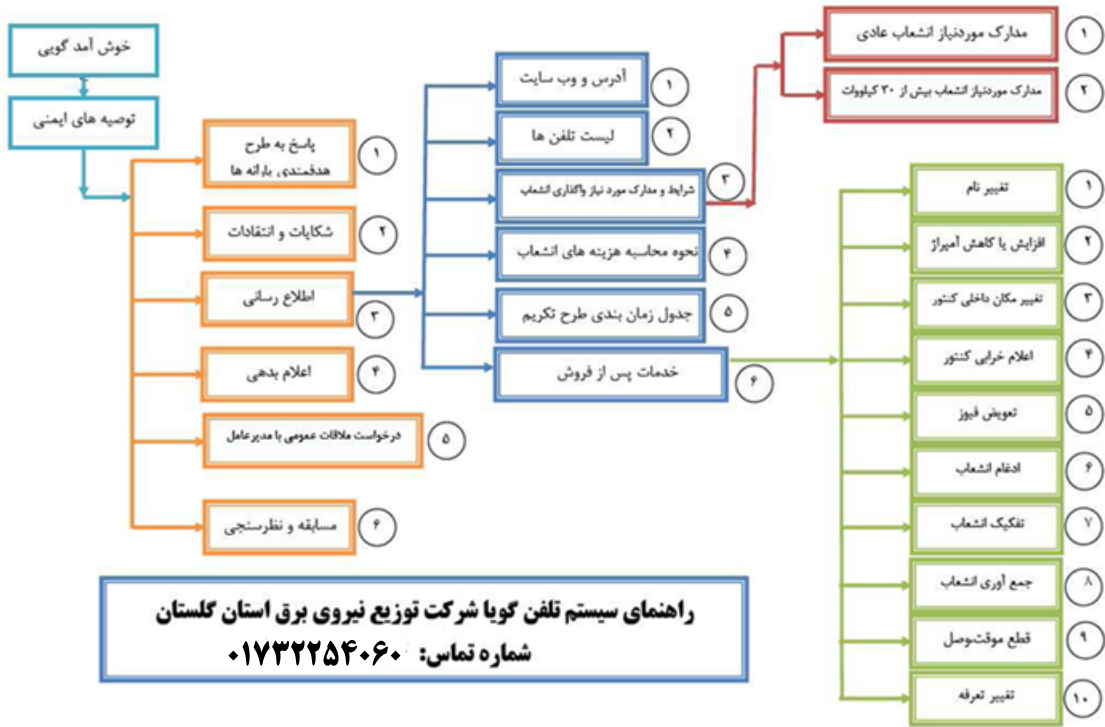 خوش آمد گویی
توصیه های ایمنی
پاسخ به طرح
هدفمندی یارانه ها
۱
شکایات و انتقادات
۲
اطلاع رسانی
۳
اعلام بدهی
۴
درخواست ملاقات عمومی با مدیرعامل
۵
مسابقه و نظرسنجی
۶
آدرس و وب سایت
۱
لیست تلفن ها
۲
شرایط و مدارک مورد نیاز واگذاری انشعاب
۳
نحوه محاسبه هزینه های انشعاب
۴
جدول زمان بندی طرح تکریم
۵
خدمات پس از فروش
۶
مدارک موردنیاز انشعاب عادی
۱
مدارک موردنیاز انشعاب بیش از ۳۰ کیلووات
۲
تغییر نام
۱
افزایش یا کاهش آمپراژ
۲
تغییر مکان داخلی کنتور
۳
اعلام خرابی کنتور
۴
تعویض فیوز
۵
ادغام انشعاب
۶
تفکیک انشعاب
۷
جمع آوری انشعاب
۸
قطع موقت،وصل
۹
تغییر تعرفه
۱۰
راهنمای سیستم تلفن گویا شرکت توزیع نیروی برق استان گلستان
شماره تماس: ۰۱۷۳۲۲۵۴۰۶۰